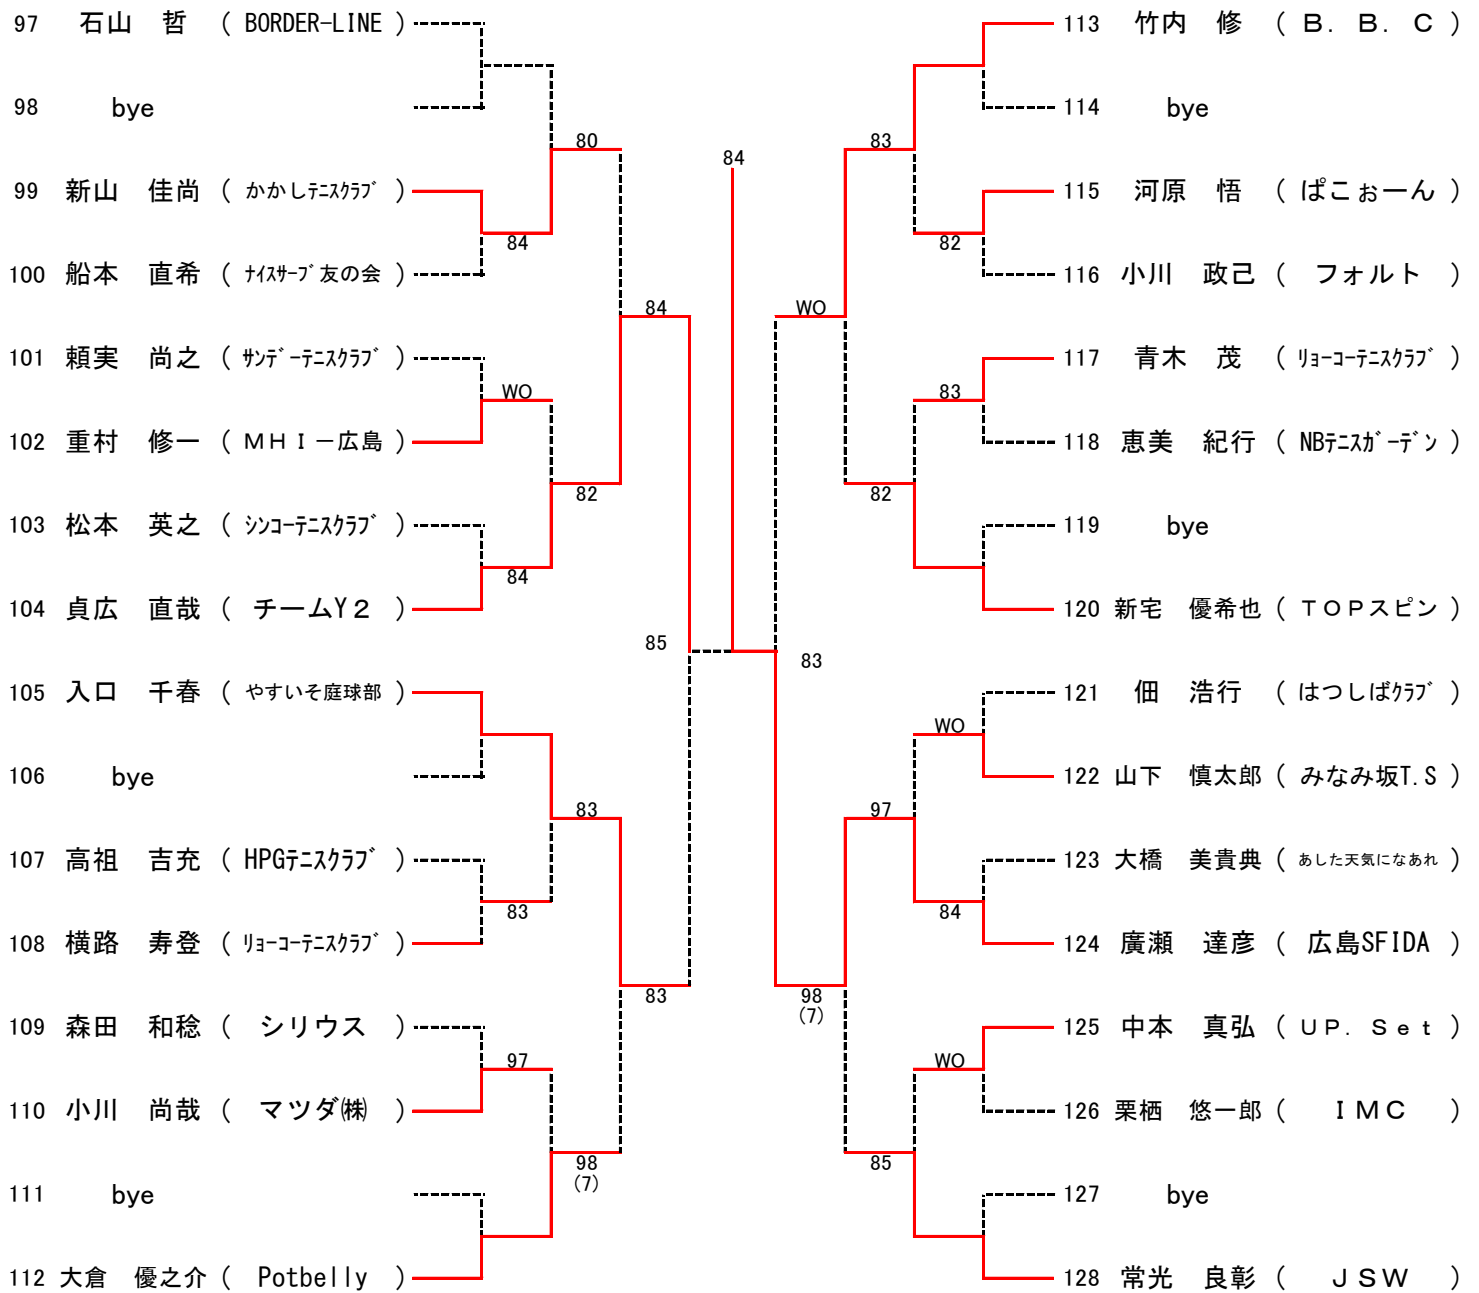 97 石山 哲 ( BORDER-LINE )
98 bye
80
99 新山 佳尚 ( かかしﾃﾆｽｸﾗﾌﾞ )
84
100 船本 直希 ( ﾅｲｽｻｰﾌﾞ友の会 )
84
101 頼実 尚之 ( ｻﾝﾃﾞｰﾃﾆｽｸﾗﾌﾞ )
WO
102 重村 修一 ( ＭＨＩ－広島 )
82
103 松本 英之 ( ｼﾝｺｰﾃﾆｽｸﾗﾌﾞ )
84
104 貞広 直哉 ( チームY２ )
85
105 入口 千春 ( やすいそ庭球部 )
106 bye
83
107 高祖 吉充 ( HPGﾃﾆｽｸﾗﾌﾞ )
83
108 横路 寿登 ( ﾘｮｰｺｰﾃﾆｽｸﾗﾌﾞ )
83
109 森田 和稔 ( シリウス )
97
110 小川 尚哉 ( マツダ㈱ )
98
(7)
111 bye
112 大倉 優之介 ( Potbelly )
84
83
113 竹内 修 ( Ｂ．Ｂ．Ｃ )
114 bye
83
115 河原 悟 ( ぱこぉーん )
82
116 小川 政己 ( フォルト )
WO
117 青木 茂 ( ﾘｮｰｺｰﾃﾆｽｸﾗﾌﾞ )
83
118 恵美 紀行 ( NBﾃﾆｽｶﾞｰﾃﾞﾝ )
82
119 bye
120 新宅 優希也 ( ＴＯＰスピン )
121 佃 浩行 ( はつしばｸﾗﾌﾞ )
WO
122 山下 慎太郎 ( みなみ坂T.S )
97
123 大橋 美貴典 ( あした天気になあれ )
84
124 廣瀬 達彦 ( 広島SFIDA )
98
(7)
125 中本 真弘 ( ＵＰ．Ｓｅｔ )
WO
126 栗栖 悠一郎 ( ＩＭＣ )
85
127 bye
128 常光 良彰 ( ＪＳＷ )